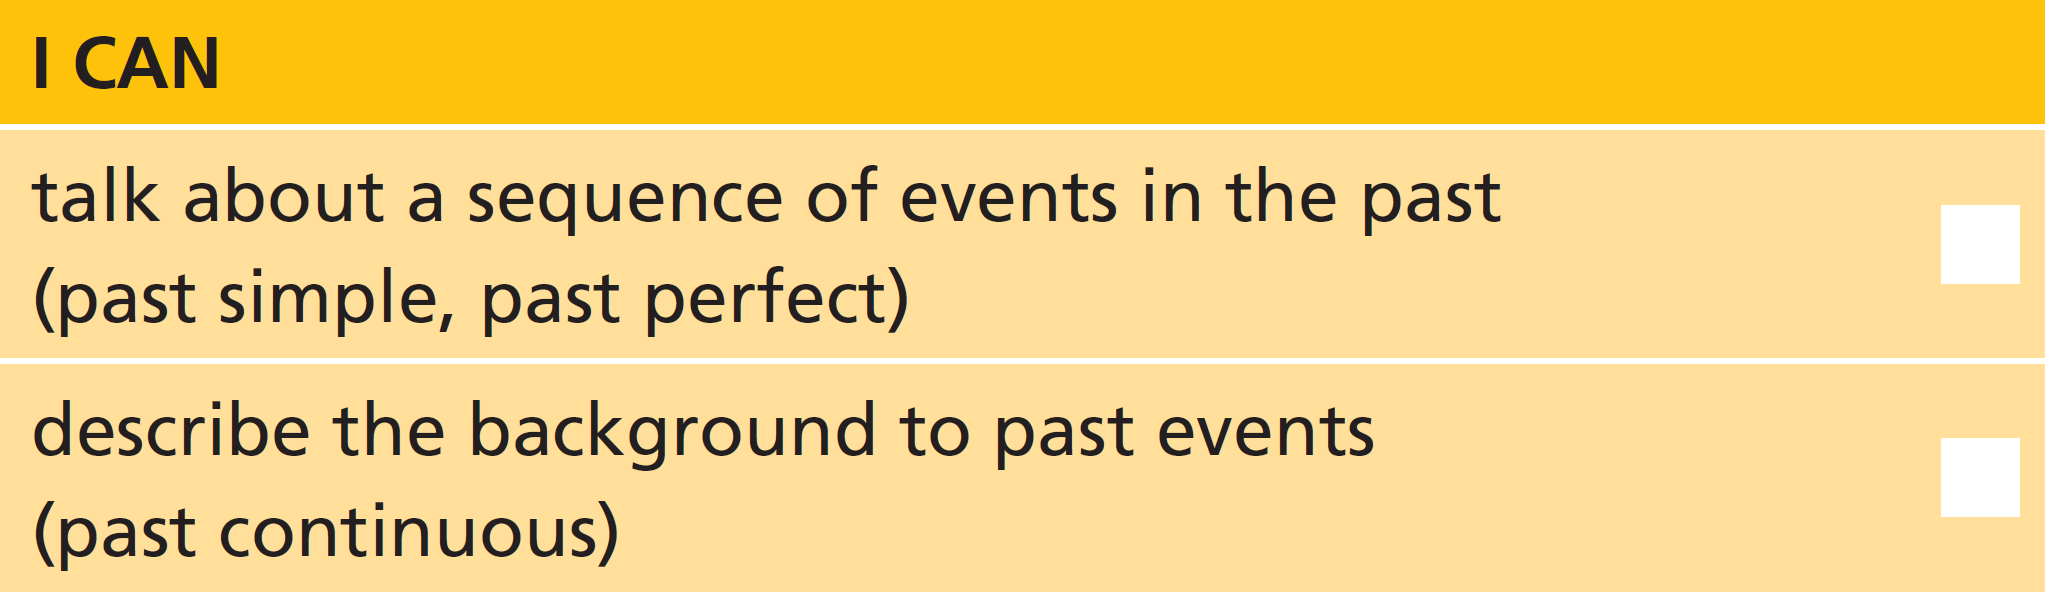 I CAN
talk about a sequence of events in the past
(past simple, past perfect)
describe the background to past events
(past continuous)